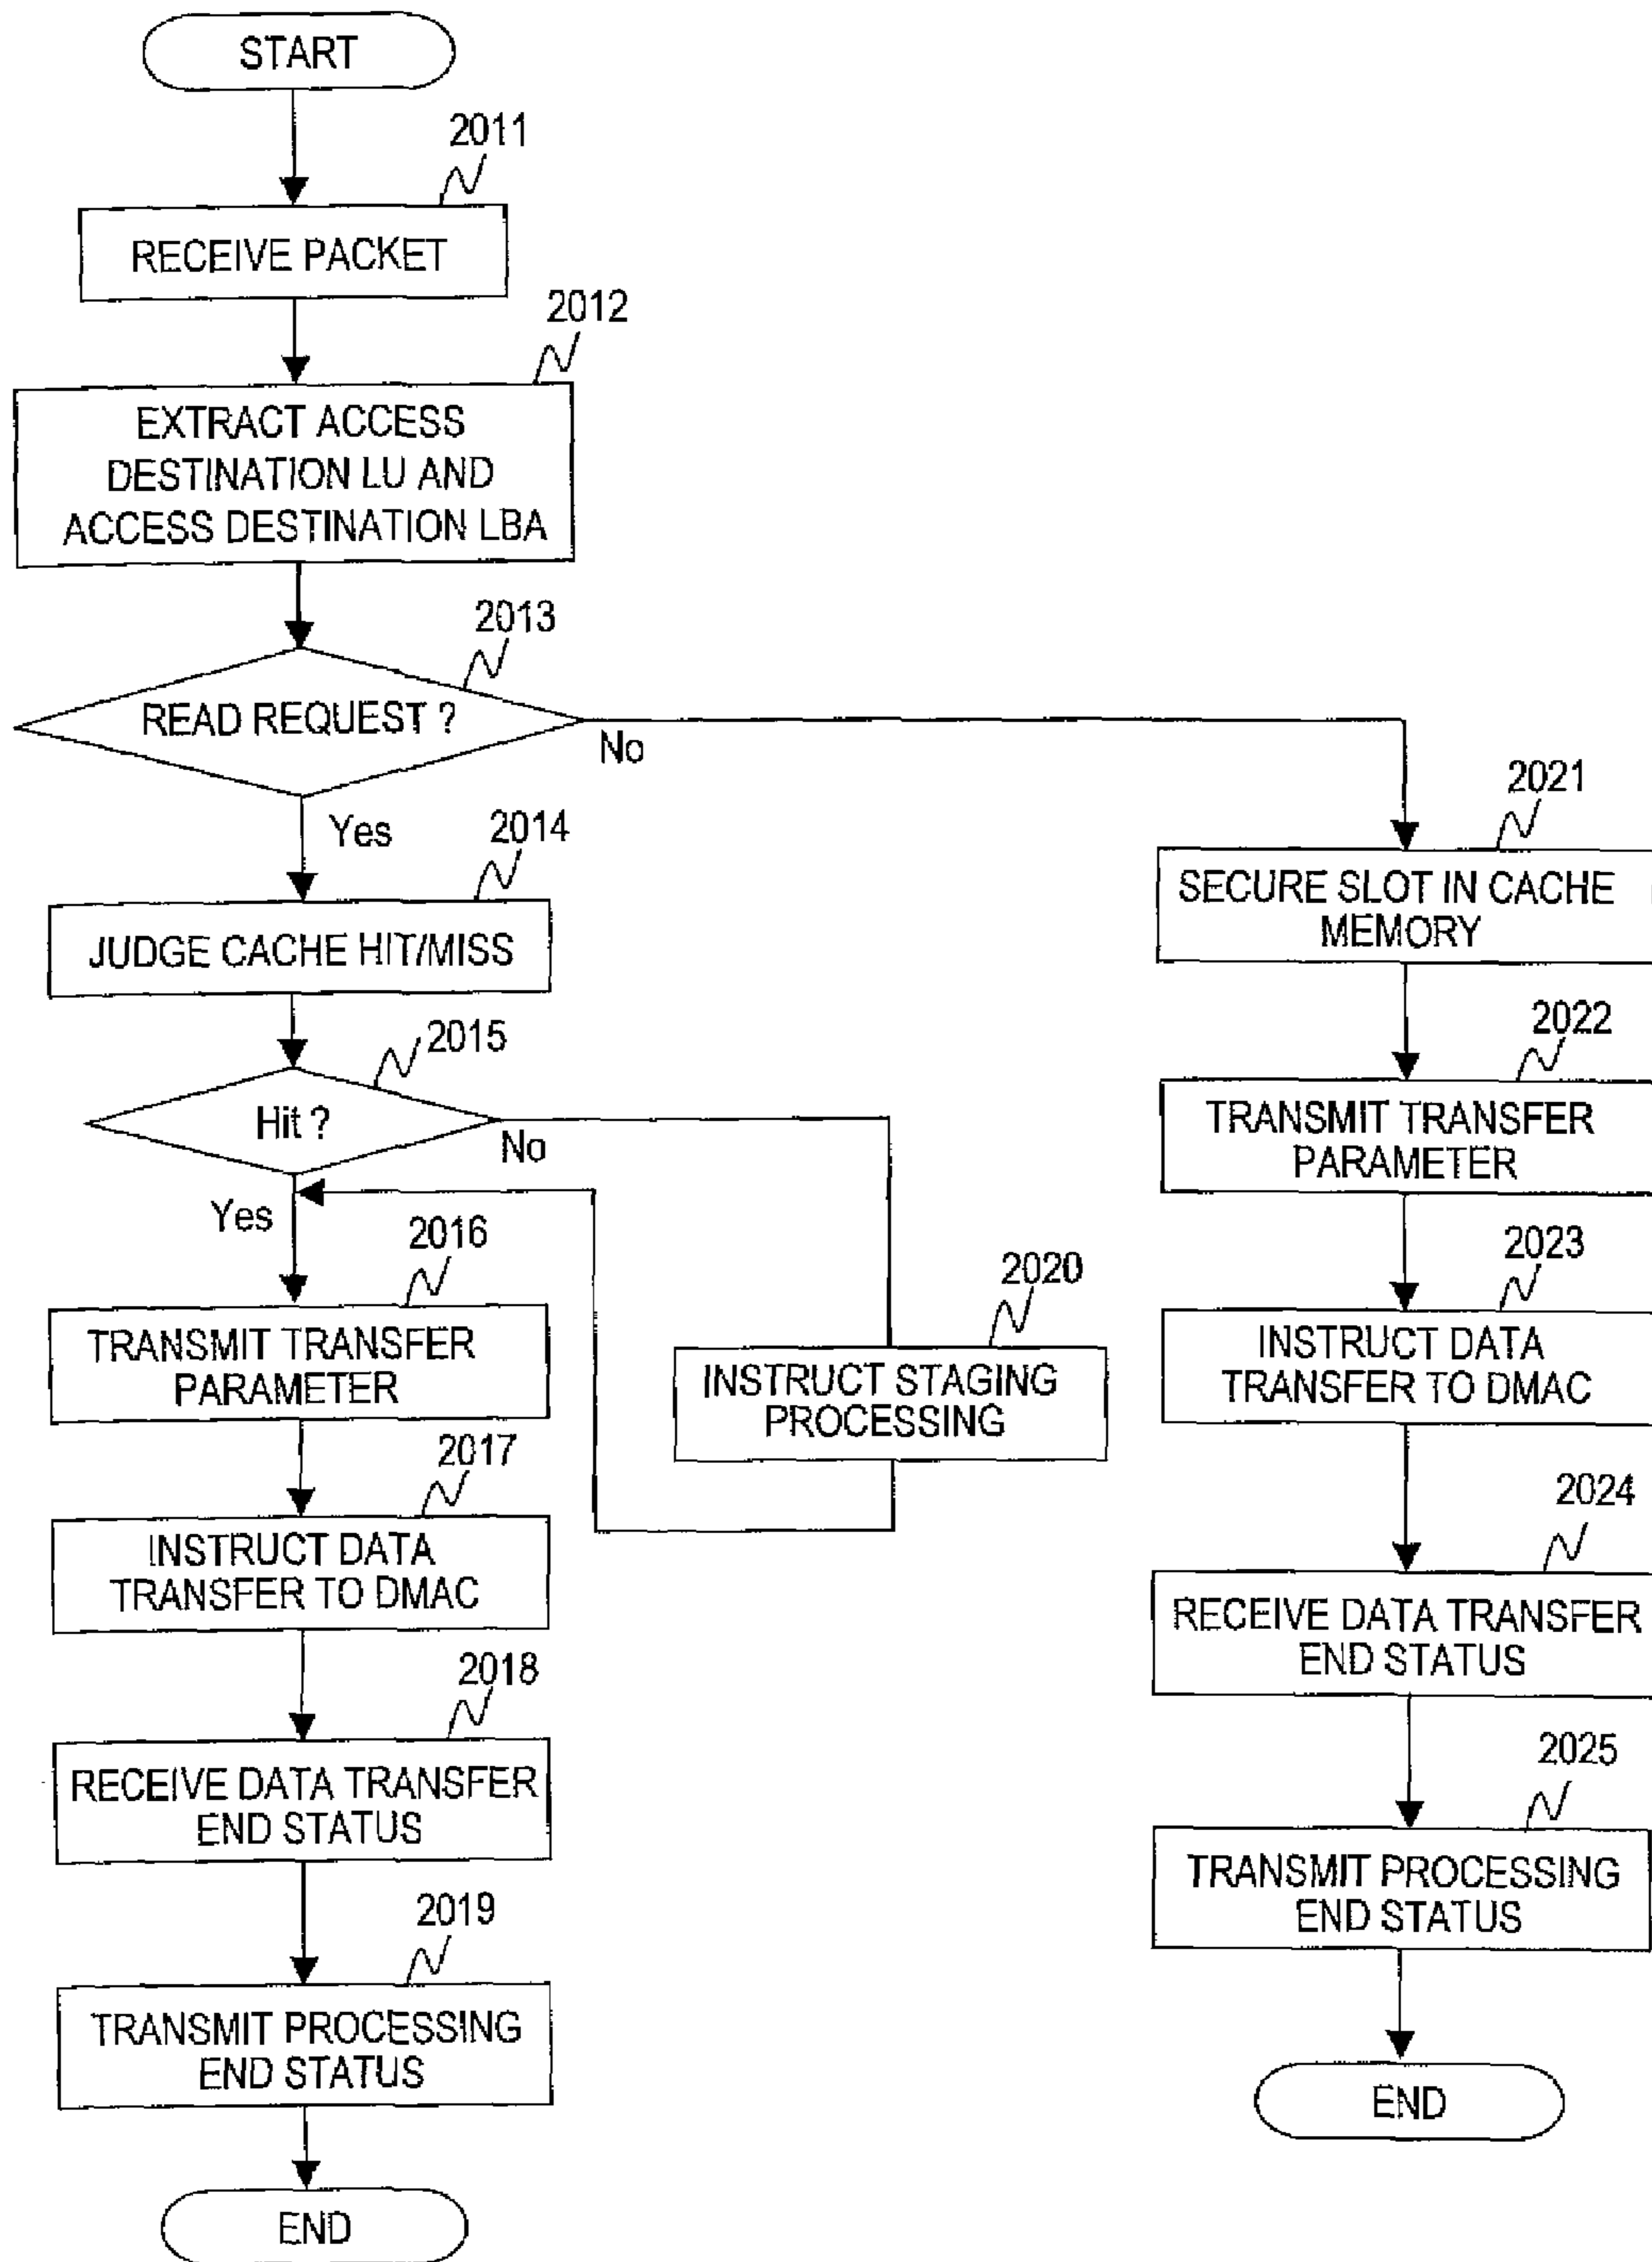 START
2011
RECEIVE PACKET
2012
EXTRACT ACCESS
DESTINATION LU AND
ACCESS DESTINATION LBA
2013
READ REQUEST ?
No
Yes
2014
JUDGE CACHE HIT/MISS
2015
Hit ?
No
Yes
2016
TRANSMIT TRANSFER
PARAMETER
2017
INSTRUCT DATA
TRANSFER TO DMAC
2018
RECEIVE DATA TRANSFER
END STATUS
2019
TRANSMIT PROCESSING
END STATUS
END
2020
INSTRUCT STAGING
PROCESSING
2021
SECURE SLOT IN CACHE
MEMORY
2022
TRANSMIT TRANSFER
PARAMETER
2023
INSTRUCT DATA
TRANSFER TO DMAC
2024
RECEIVE DATA TRANSFER
END STATUS
2025
TRANSMIT PROCESSING
END STATUS
END